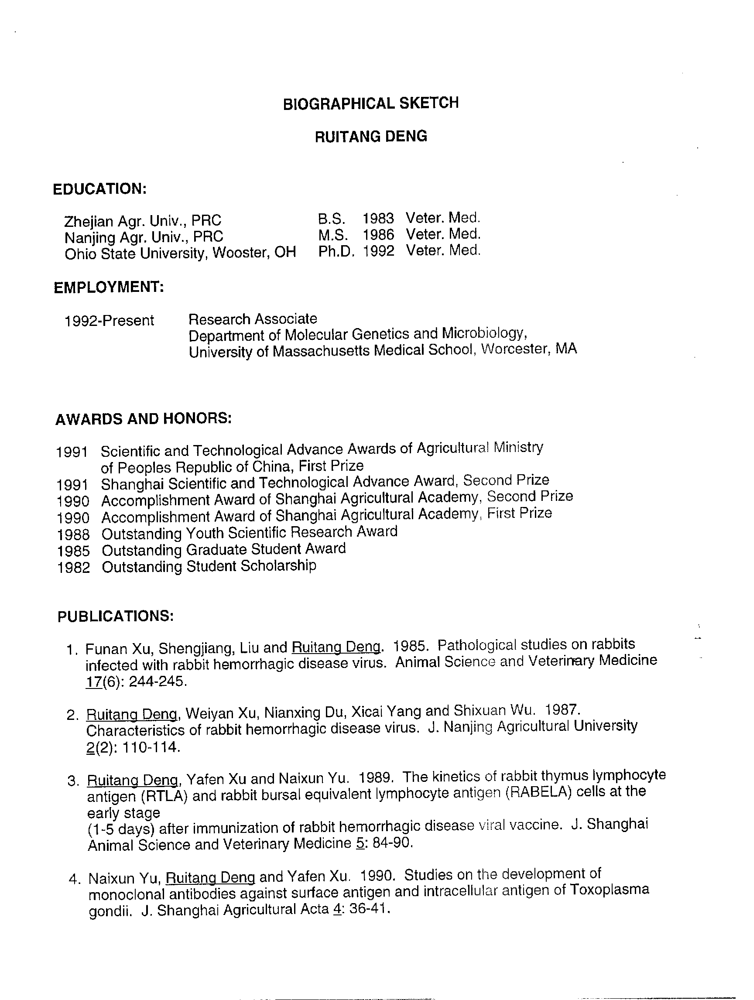 BIOGRAPHICAL SKETCH
RUITANG DENG
EDUCATION:
Zhejian Agr. Univ., PRC B.S. 1983 Veter. Med.
Nanjing Agr. Univ., PRC M.S. 1986 Veter. Med.
Ohio State University, Wooster, OH Ph.D. 1992 Veter. Med.
EMPLOYMENT:
1992-Present Research Associate
Department of Molecular Genetics and Microbiology,
University of Massachusetts Medical School, Worcester, MA
AWARDS AND HONORS:
1991 Scientific and Technological Advance Awards of Agricultural Ministry
of Peoples Republic of China, First Prize
1991 Shanghai Scientific and Technological Advance Award, Second Prize
1990 Accomplishment Award of Shanghai Agricultural Academy, Second Prize
1990 Accomplishment Award of Shanghai Agricultural Academy, First Prize
1988 Outstanding Youth Scientific Research Award
1985 Outstanding Graduate Student Award
1982 Outstanding Student Scholarship
PUBLICATIONS:
1. Funan Xu, Shengjiang, Liu and Ruitang Deng. 1985. Pathological studies on rabbits
infected with rabbit hemorrhagic disease virus. Animal Science and Veterinary Medicine
17(6): 244-245.
2. Ruitang Deng, Weiyan Xu, Nianxing Du, Xicai Yang and Shixuan Wu. 1987.
Characteristics of rabbit hemorrhagic disease virus. J. Nanjing Agricultural University
2(2): 110-114.
3. Ruitang Deng, Yafen Xu and Naixun Yu. 1989. The kinetics of rabbit thymus lymphocyte
antigen (RTLA) and rabbit bursal equivalent lymphocyte antigen (RABELA) cells at the
early stage
(1-5 days) after immunization of rabbit hemorrhagic disease viral vaccine. J. Shanghai
Animal Science and Veterinary Medicine 5: 84-90.
4. Naixun Yu, Ruitang Deng and Yafen Xu. 1990. Studies on the development of
monoclonal antibodies against surface antigen and intracellular antigen of Toxoplasma
gondii. J. Shanghai Agricultural Acta 4: 36-41.